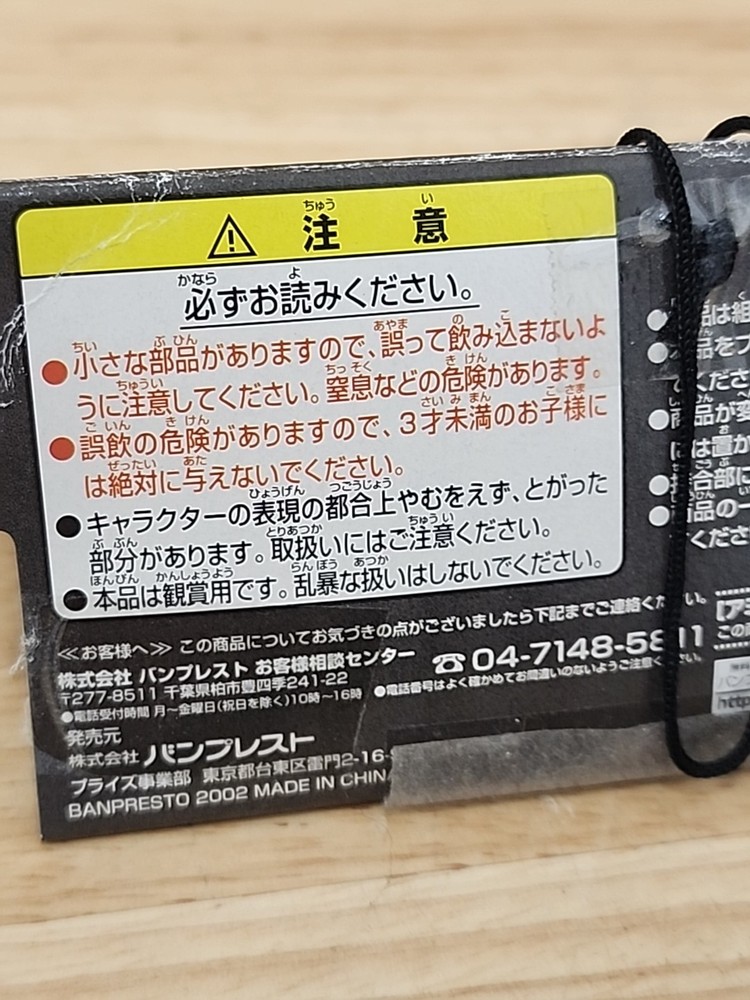 ⚠ 注意
必ずお読みください。
●小さな部品がありますので、誤って飲み込まないよ
うに注意してください。窒息などの危険があります。
●誤飲の危険がありますので、3才未満のお子様に
は絶対に与えないでください。
●キャラクターの表現の都合上やむをえず、とがった
部分があります。取扱いにはご注意ください。
●本品は観賞用です。乱暴な扱いはしないでください。
≪お客様へ≫ この商品についてお気づきの点がございましたら下記までご連絡ください。
株式会社 バンプレスト お客様相談センター
〒277-8511 千葉県柏市豊四季241-22
☎04-7148-5811
●電話受付時間 月〜金曜日(祝日を除く)10時〜16時
●電話番号はよく確かめてお間違いのないようご注意ください。
発売元
株式会社 バンプレスト
プライズ事業部 東京都台東区雷門2-16-
BANPRESTO 2002 MADE IN CHINA